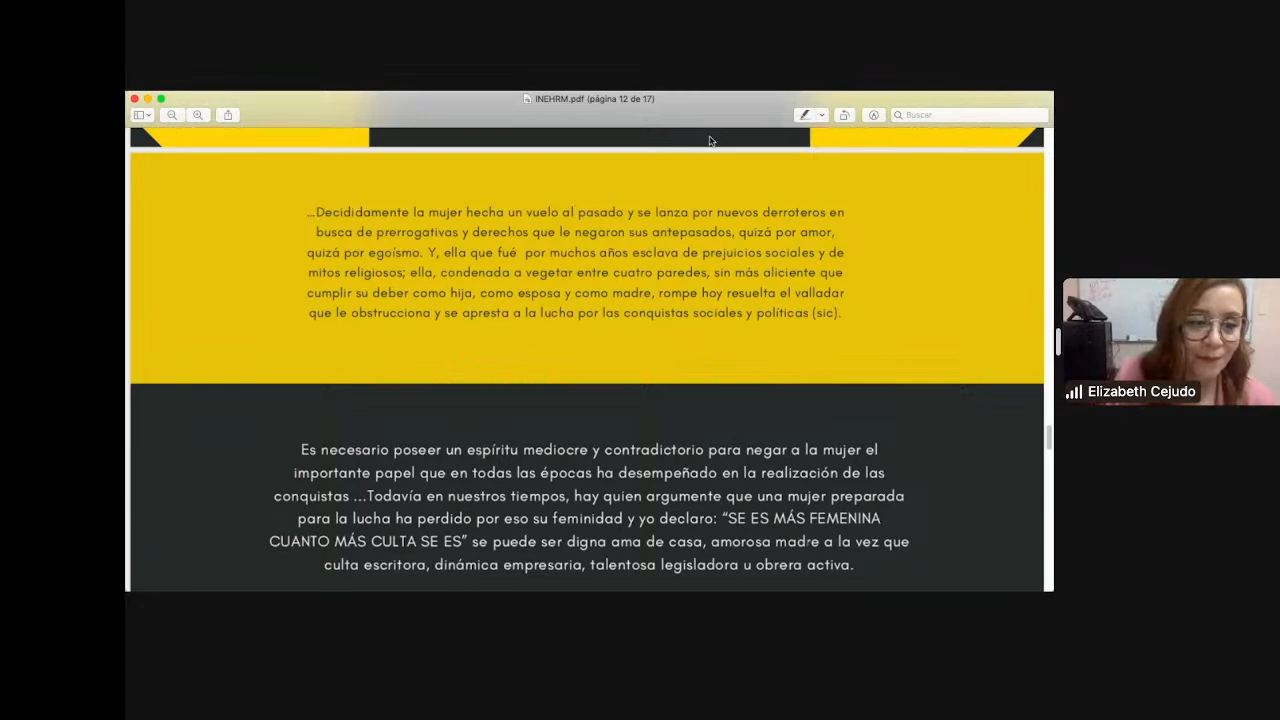 INEHRM.pdf (página 12 de 17)
Buscar
...Decididamente la mujer hecha un vuelo al pasado y se lanza por nuevos derroteros en
busca de prerrogativas y derechos que le negaron sus antepasados, quizá por amor,
quizá por egoísmo. Y, ella que fué por muchos años esclava de prejuicios sociales y de
mitos religiosos; ella, condenada a vegetar entre cuatro paredes, sin más aliciente que
cumplir su deber como hija, como esposa y como madre, rompe hoy resuelta el valladar
que le obstrucciona y se apresta a la lucha por las conquistas sociales y políticas (sic).
Es necesario poseer un espíritu mediocre y contradictorio para negar a la mujer el
importante papel que en todas las épocas ha desempeñado en la realización de las
conquistas ...Todavía en nuestros tiempos, hay quien argumente que una mujer preparada
para la lucha ha perdido por eso su feminidad y yo declaro: “SE ES MÁS FEMENINA
CUANTO MÁS CULTA SE ES” se puede ser digna ama de casa, amorosa madre a la vez que
culta escritora, dinámica empresaria, talentosa legisladora u obrera activa.
Elizabeth Cejudo